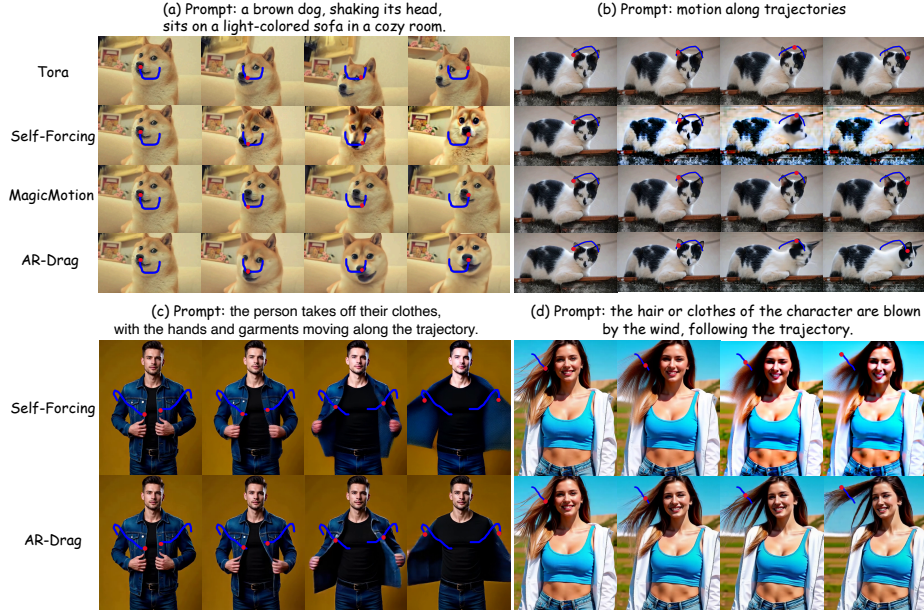 (a) Prompt: a brown dog, shaking its head,
sits on a light-colored sofa in a cozy room.
(b) Prompt: motion along trajectories
Tora
Self-Forcing
MagicMotion
AR-Drag
(c) Prompt: the person takes off their clothes,
with the hands and garments moving along the trajectory.
(d) Prompt: the hair or clothes of the character are blown
by the wind, following the trajectory.
Self-Forcing
AR-Drag